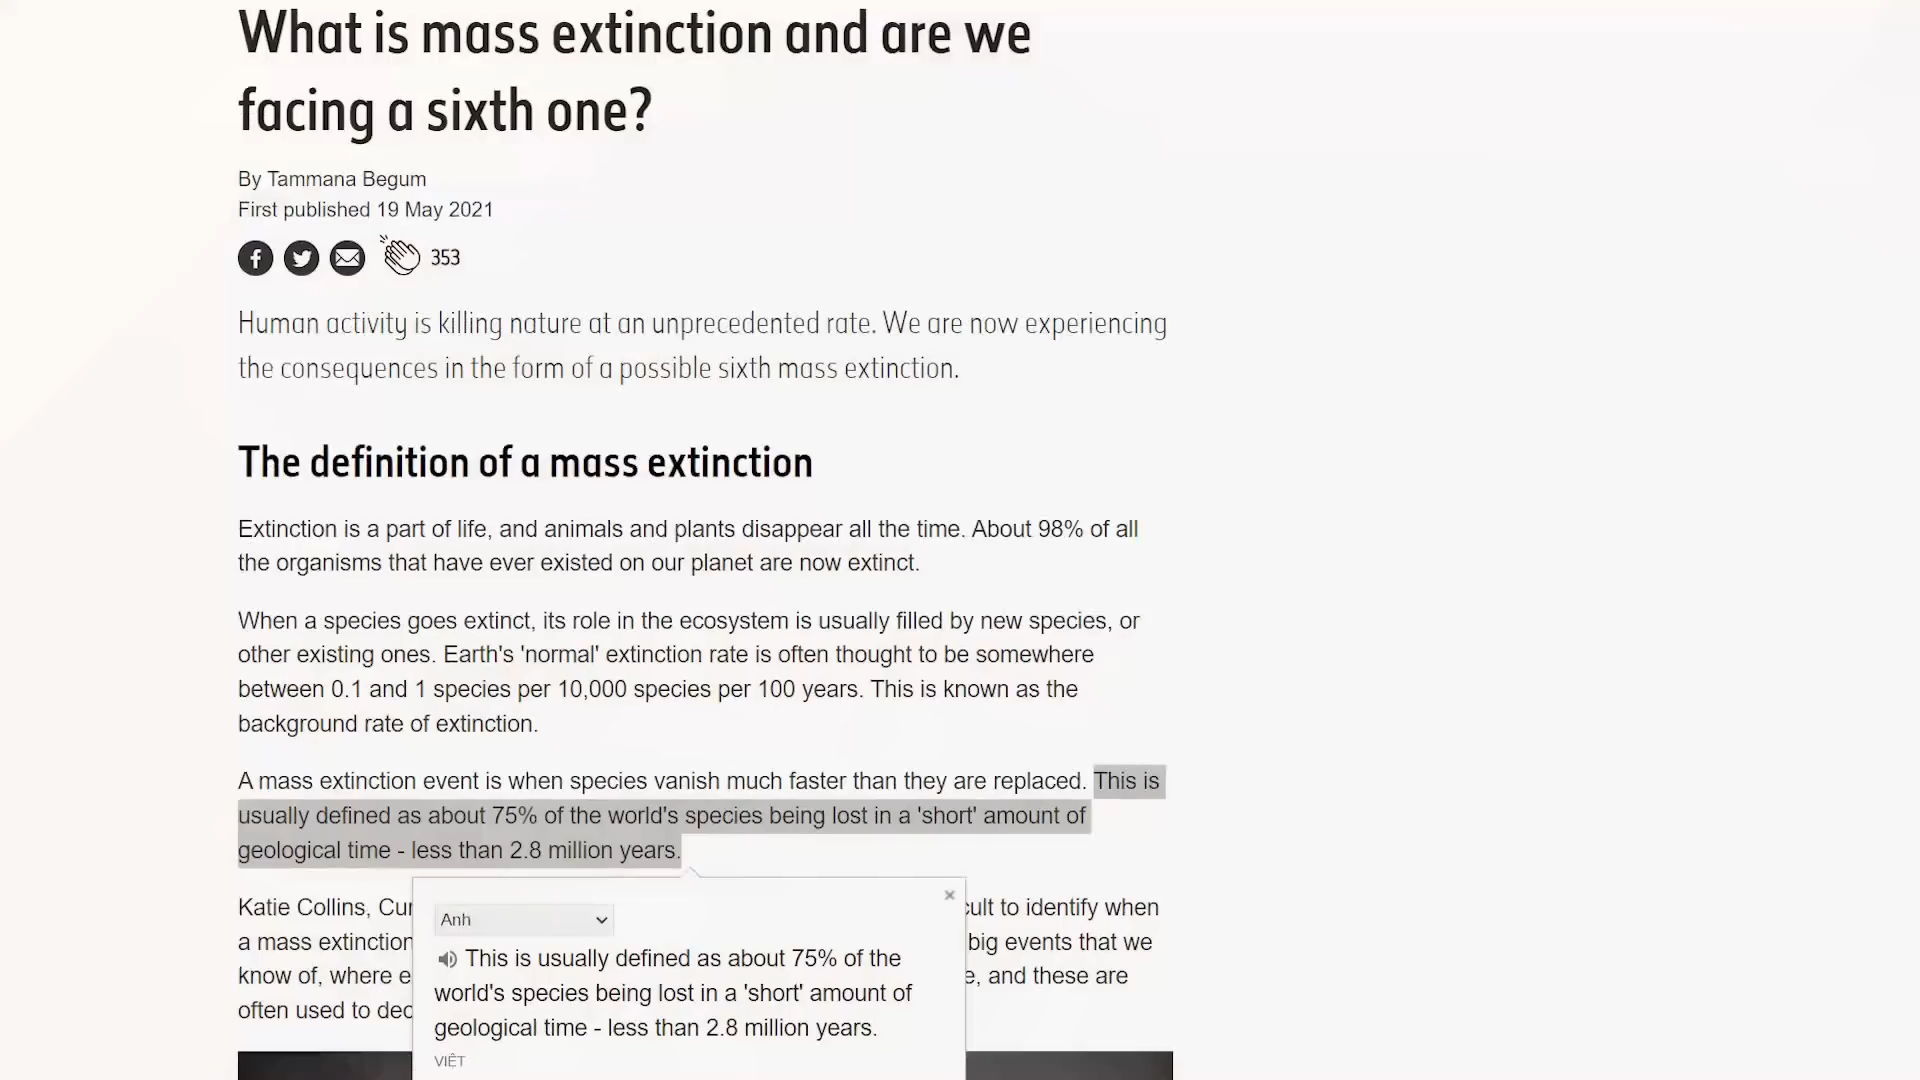 What is mass extinction and are we
facing a sixth one?
By Tammana Begum
First published 19 May 2021
353
Human activity is killing nature at an unprecedented rate. We are now experiencing
the consequences in the form of a possible sixth mass extinction.
The definition of a mass extinction
Extinction is a part of life, and animals and plants disappear all the time. About 98% of all
the organisms that have ever existed on our planet are now extinct.
When a species goes extinct, its role in the ecosystem is usually filled by new species, or
other existing ones. Earth's 'normal' extinction rate is often thought to be somewhere
between 0.1 and 1 species per 10,000 species per 100 years. This is known as the
background rate of extinction.
A mass extinction event is when species vanish much faster than they are replaced. This is
usually defined as about 75% of the world's species being lost in a 'short' amount of
geological time - less than 2.8 million years.
Katie Collins, to identify when
a mass extinction big events that we
know of, where and these are
often used to
Anh
This is usually defined as about 75% of the
world's species being lost in a 'short' amount of
geological time - less than 2.8 million years.
VIỆT